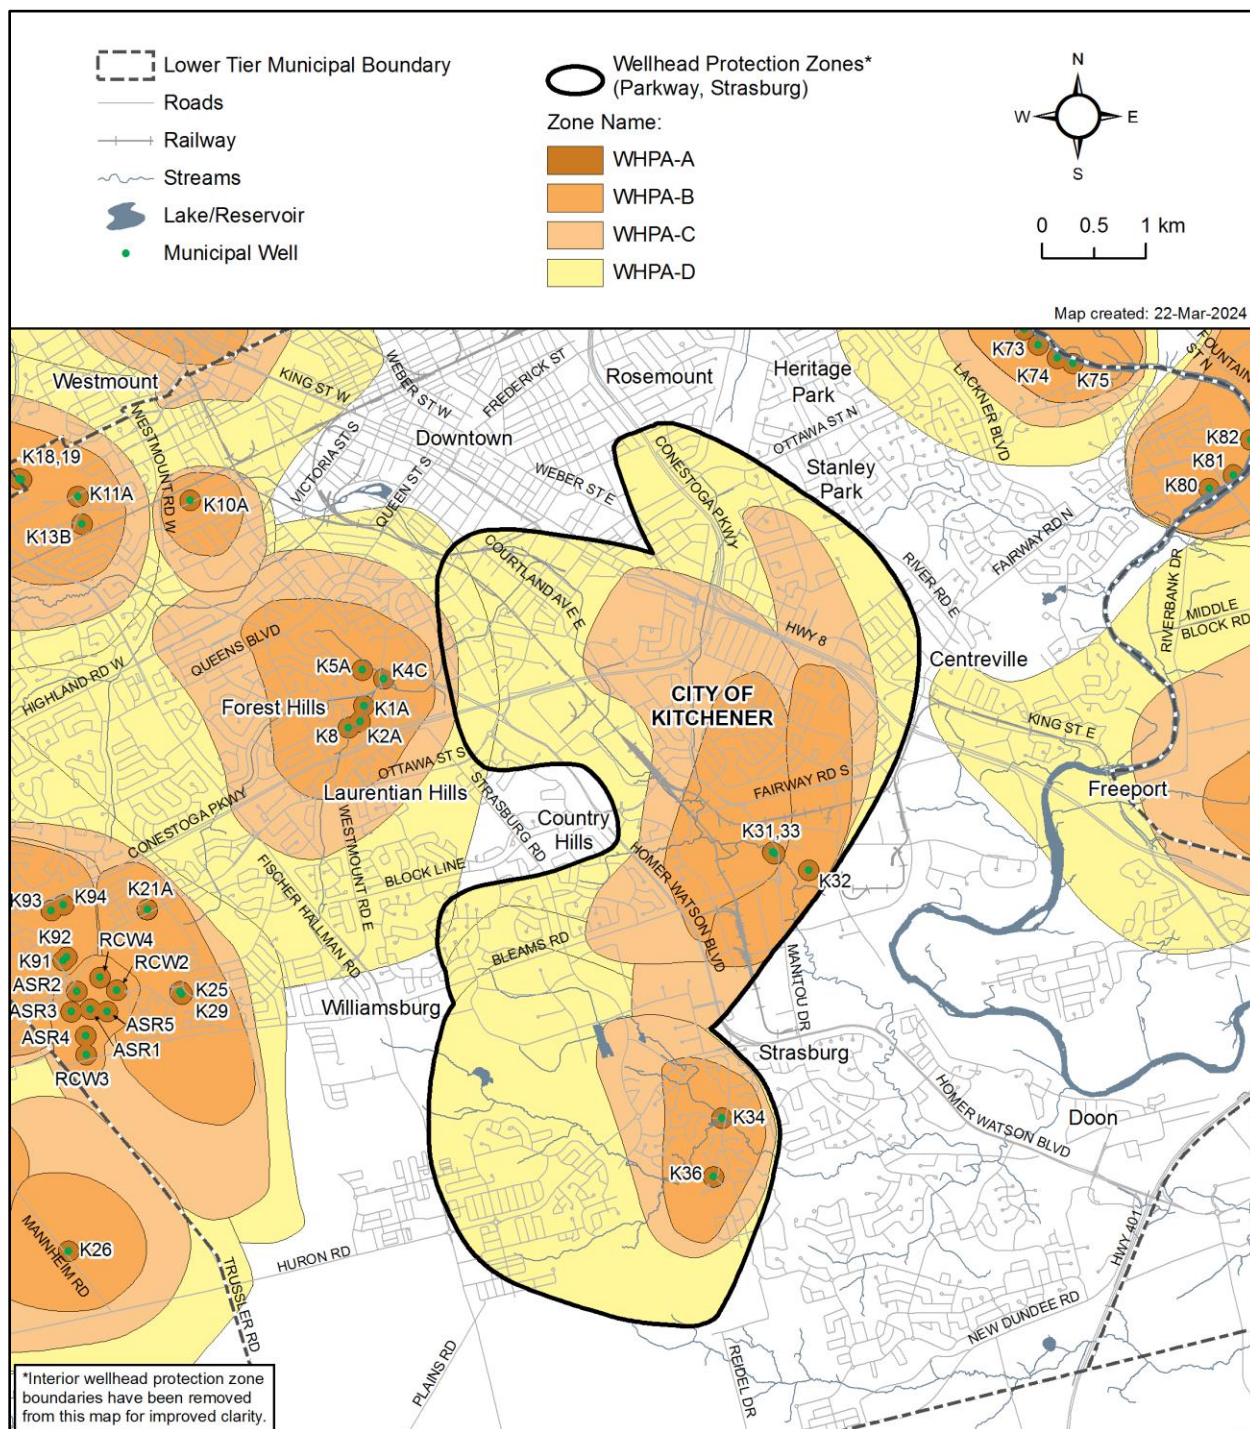 Lower Tier Municipal Boundary
Roads
Railway
Streams
Lake/Reservoir
Municipal Well
Wellhead Protection Zones*
(Parkway, Strasburg)
Zone Name:
WHPA-A
WHPA-B
WHPA-C
WHPA-D
N
W
E
S
0 0.5 1 km
Map created: 22-Mar-2024
Westmount
KING ST W
WEBER ST W
FREDERICK ST
Rosemount
Heritage
Park
LACKNER BLVD
K73
K74
K75
FOUNTAIN
ST N
WESTMOUNT RD W
VICTORIA ST S
Downtown
QUEEN ST S
WEBER ST E
CONESTOGA PKWY
OTTAWA ST N
Stanley
Park
K82
K81
K80
K18,19
K11A
K13B
K10A
COURTLAND AVE E
RIVER RD E
FAIRWAY RD N
RIVERBANK DR
MIDDLE
BLOCK RD
HIGHLAND RD W
QUEENS BLVD
K5A
K4C
HWY 8
Centreville
Forest Hills
K1A
K8
K2A
CITY OF
KITCHENER
KING ST E
OTTAWA ST S
Laurentian Hills
STRASBURG RD
Country
Hills
FAIRWAY RD S
Freeport
CONESTOGA PKWY
WESTMOUNT RD E
BLOCK LINE
FISCHER HALLMAN RD
HOMER WATSON BLVD
K31,33
K32
K93
K94
K21A
K92
K91
RCW4
RCW2
ASR2
ASR3
ASR4
ASR5
ASR1
RCW3
K25
K29
BLEAMS RD
MANITOU DR
Williamsburg
Strasburg
HOMER WATSON BLVD
Doon
K34
K36
K26
MANNHEIM RD
HURON RD
TRUSSLER RD
HWY 401
NEW DUNDEE RD
PLAINS RD
REIDEL DR
*Interior wellhead protection zone
boundaries have been removed
from this map for improved clarity.